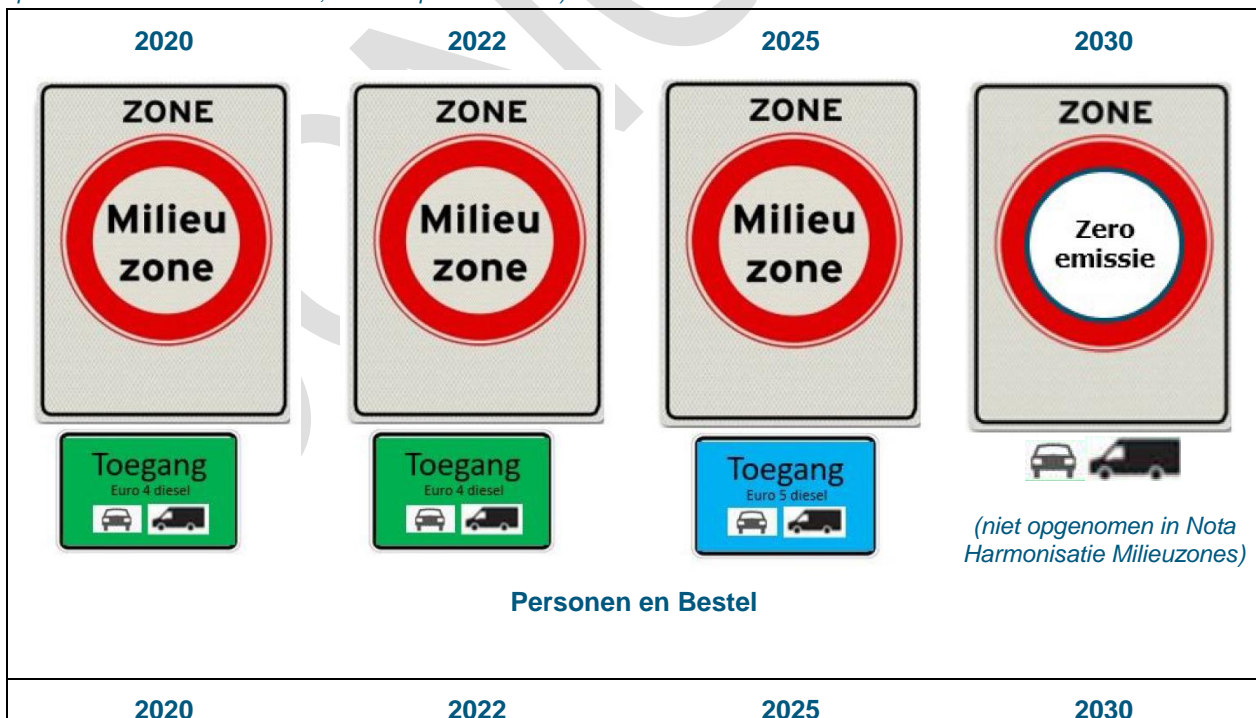 2020 2022 2025 2030
ZONE ZONE ZONE ZONE
Milieu zone
Milieu zone
Milieu zone
Zero
emissie
Toegang
Euro 4 diesel
Toegang
Euro 4 diesel
Toegang
Euro 5 diesel
(niet opgenomen in Nota
Harmonisatie Milieuzones)
Personen en Bestel
2020 2022 2025 2030